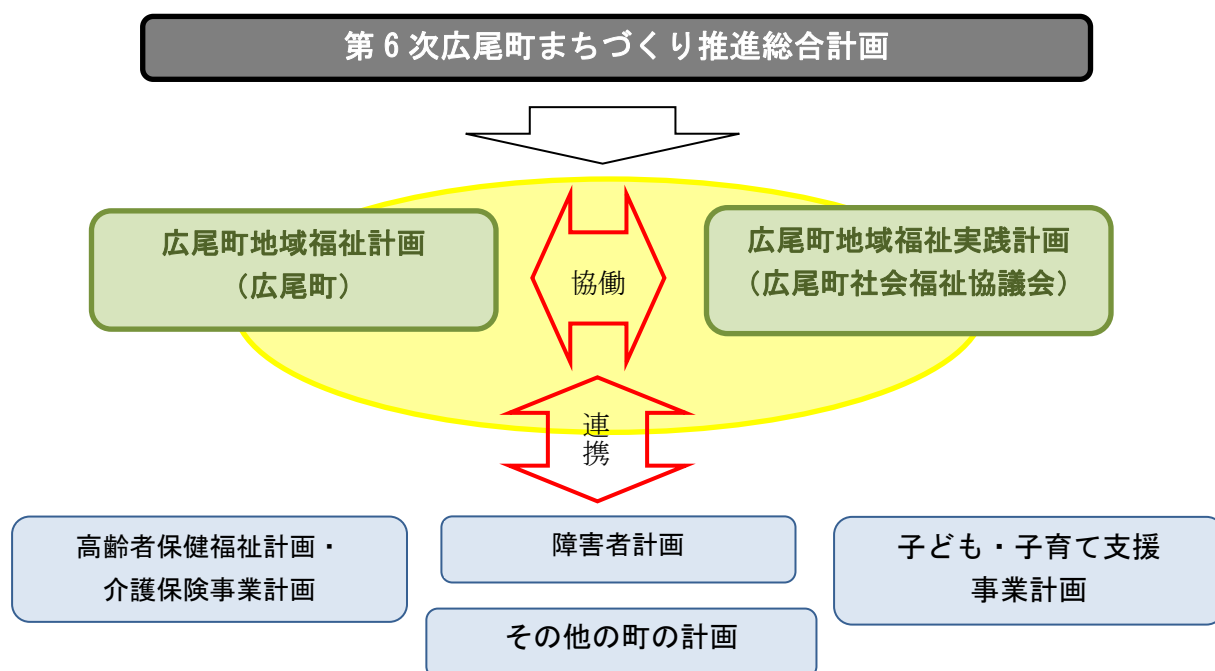 第６次広尾町まちづくり推進総合計画
広尾町地域福祉計画
（広尾町）
協働
広尾町地域福祉実践計画
（広尾町社会福祉協議会）
連携
高齢者保健福祉計画・
介護保険事業計画
障害者計画
子ども・子育て支援
事業計画
その他の町の計画